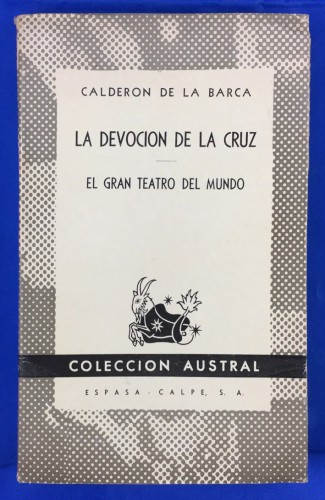 CALDERON DE LA BARCA
LA DEVOCION DE LA CRUZ
EL GRAN TEATRO DEL MUNDO
COLECCION AUSTRAL
ESPASA - CALPE, S. A.